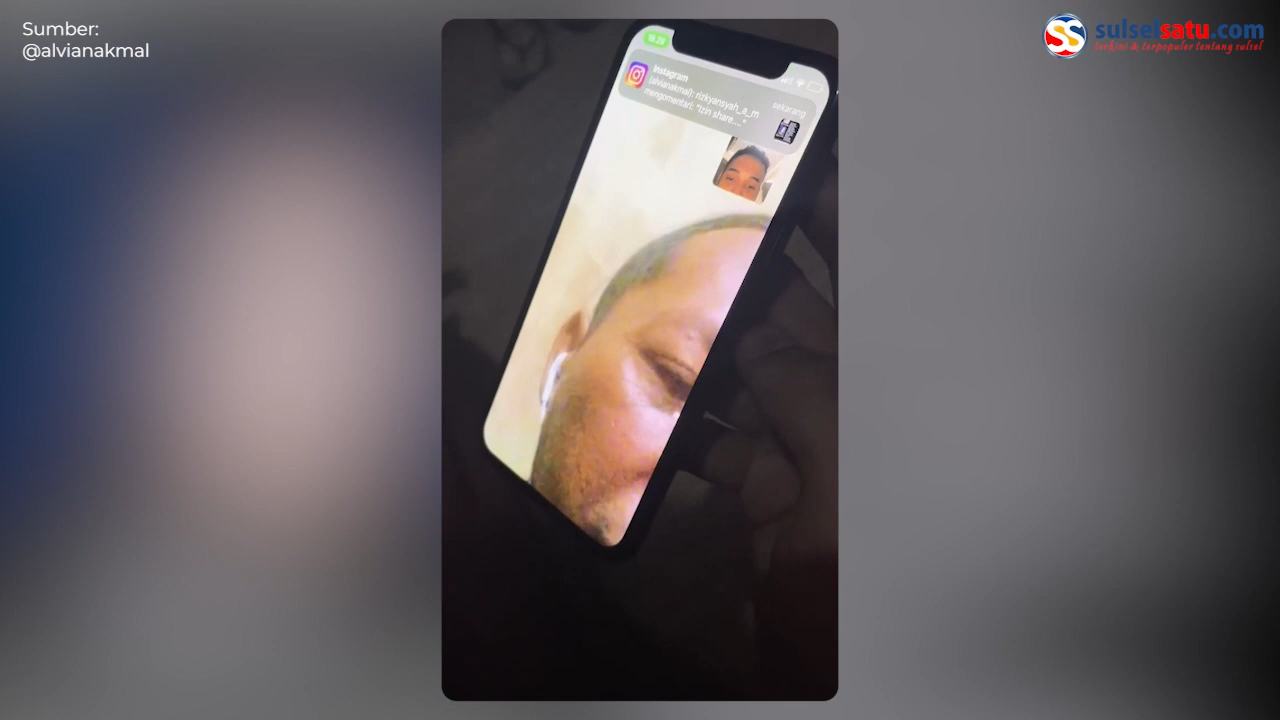 Sumber:
@alvianakmal
sulselsatu.com
terkini & terpopuler tentang sulsel
Instagram
sekarang
(alvianakmal): rizkyansyah_a_m
mengomentari: "Izin share...."